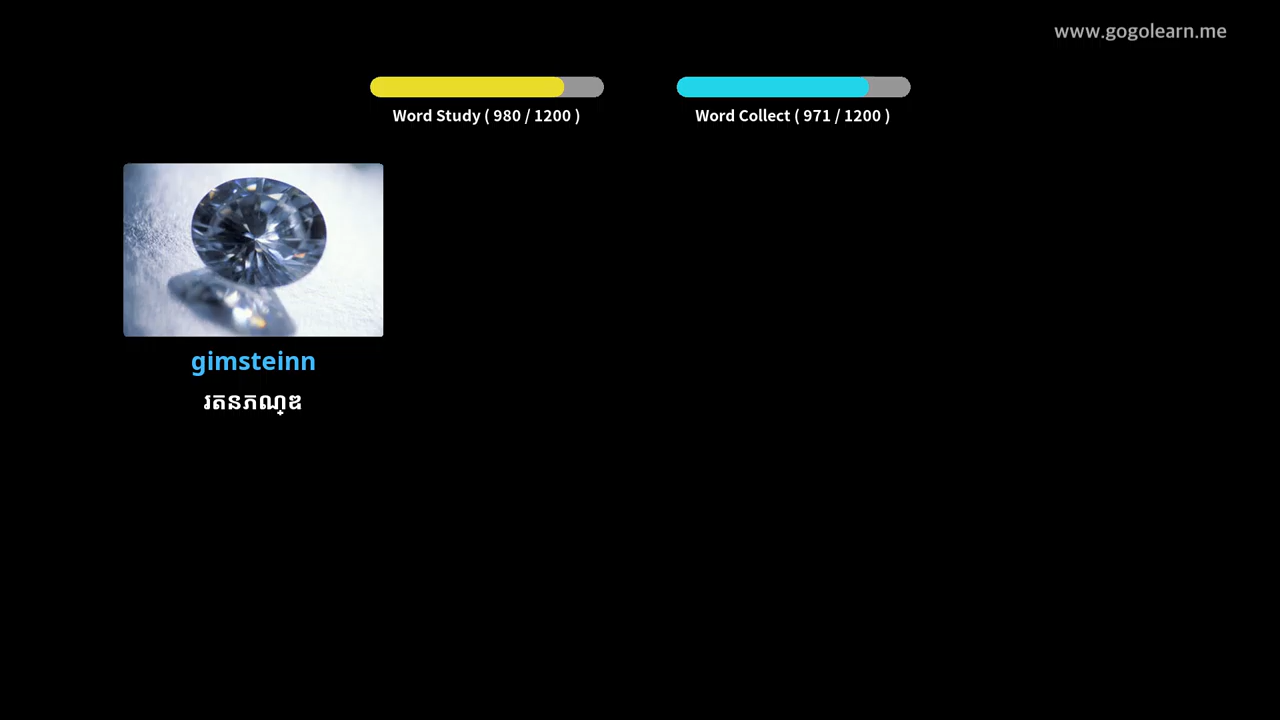 www.gogolearn.me
Word Study ( 980 / 1200 )
Word Collect ( 971 / 1200 )
gimsteinn
រតនភណ្ឌ